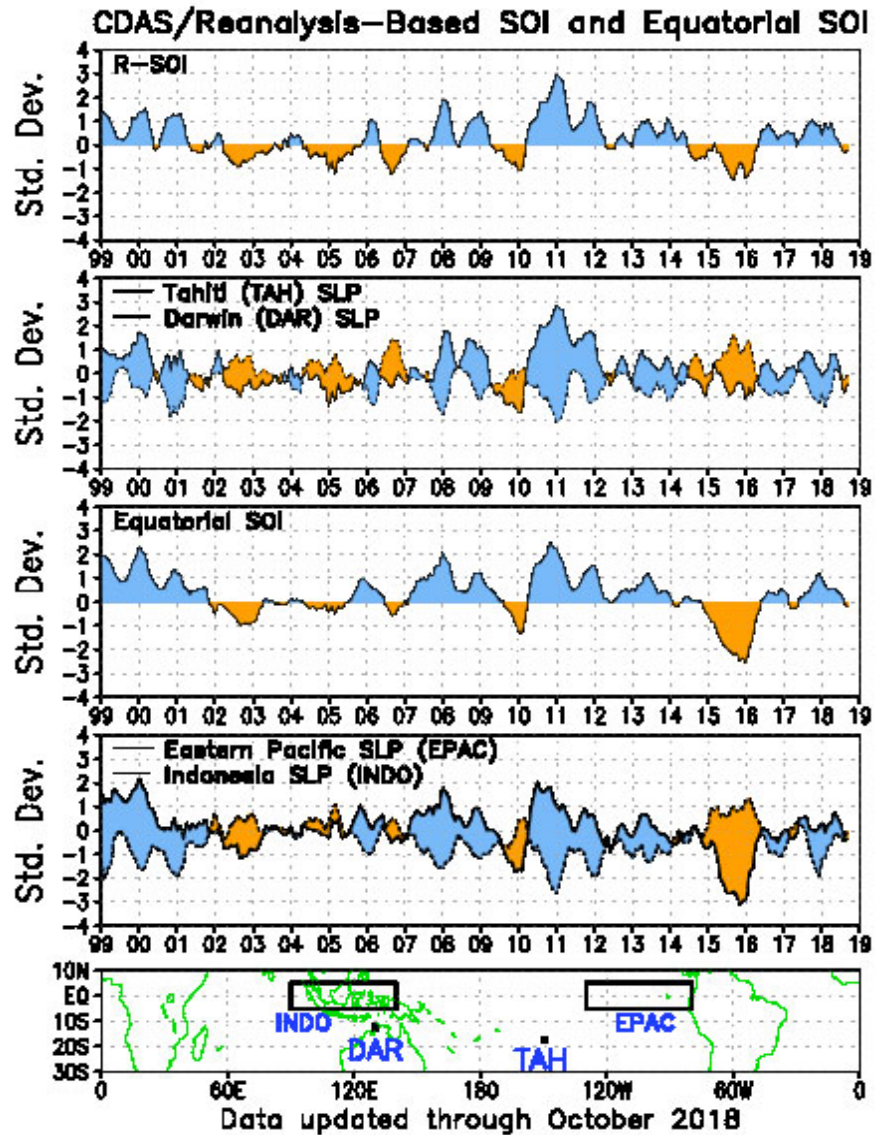 CDAS/Reanalysis-Based SOI and Equatorial SOI
R-SOI
Std. Dev.
4
3
2
1
0
-1
-2
-3
-4
99 00 01 02 03 04 05 06 07 08 09 10 11 12 13 14 15 16 17 18 19
Tahiti (TAH) SLP
Darwin (DAR) SLP
Std. Dev.
4
3
2
1
0
-1
-2
-3
-4
99 00 01 02 03 04 05 06 07 08 09 10 11 12 13 14 15 16 17 18 19
Equatorial SOI
Std. Dev.
4
3
2
1
0
-1
-2
-3
-4
99 00 01 02 03 04 05 06 07 08 09 10 11 12 13 14 15 16 17 18 19
Eastern Pacific SLP (EPAC)
Indonesia SLP (INDO)
Std. Dev.
4
3
2
1
0
-1
-2
-3
-4
99 00 01 02 03 04 05 06 07 08 09 10 11 12 13 14 15 16 17 18 19
10N
EQ
10S
20S
30S
INDO
EPAC
DAR
TAH
0 60E 120E 180 120W 60W 0
Data updated through October 2018